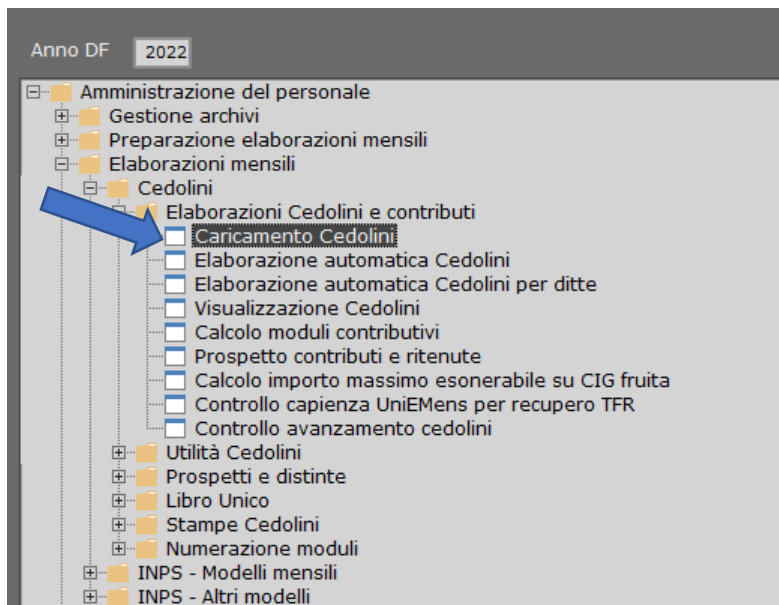 Anno DF 2022
Amministrazione del personale
Gestione archivi
Preparazione elaborazioni mensili
Elaborazioni mensili
Cedolini
Elaborazioni Cedolini e contributi
Caricamento Cedolini
Elaborazione automatica Cedolini
Elaborazione automatica Cedolini per ditte
Visualizzazione Cedolini
Calcolo moduli contributivi
Prospetto contributi e ritenute
Calcolo importo massimo esonerabile su CIG fruita
Controllo capienza UniEMens per recupero TFR
Controllo avanzamento cedolini
Utilità Cedolini
Prospetti e distinte
Libro Unico
Stampe Cedolini
Numerazione moduli
INPS - Modelli mensili
INPS - Altri modelli